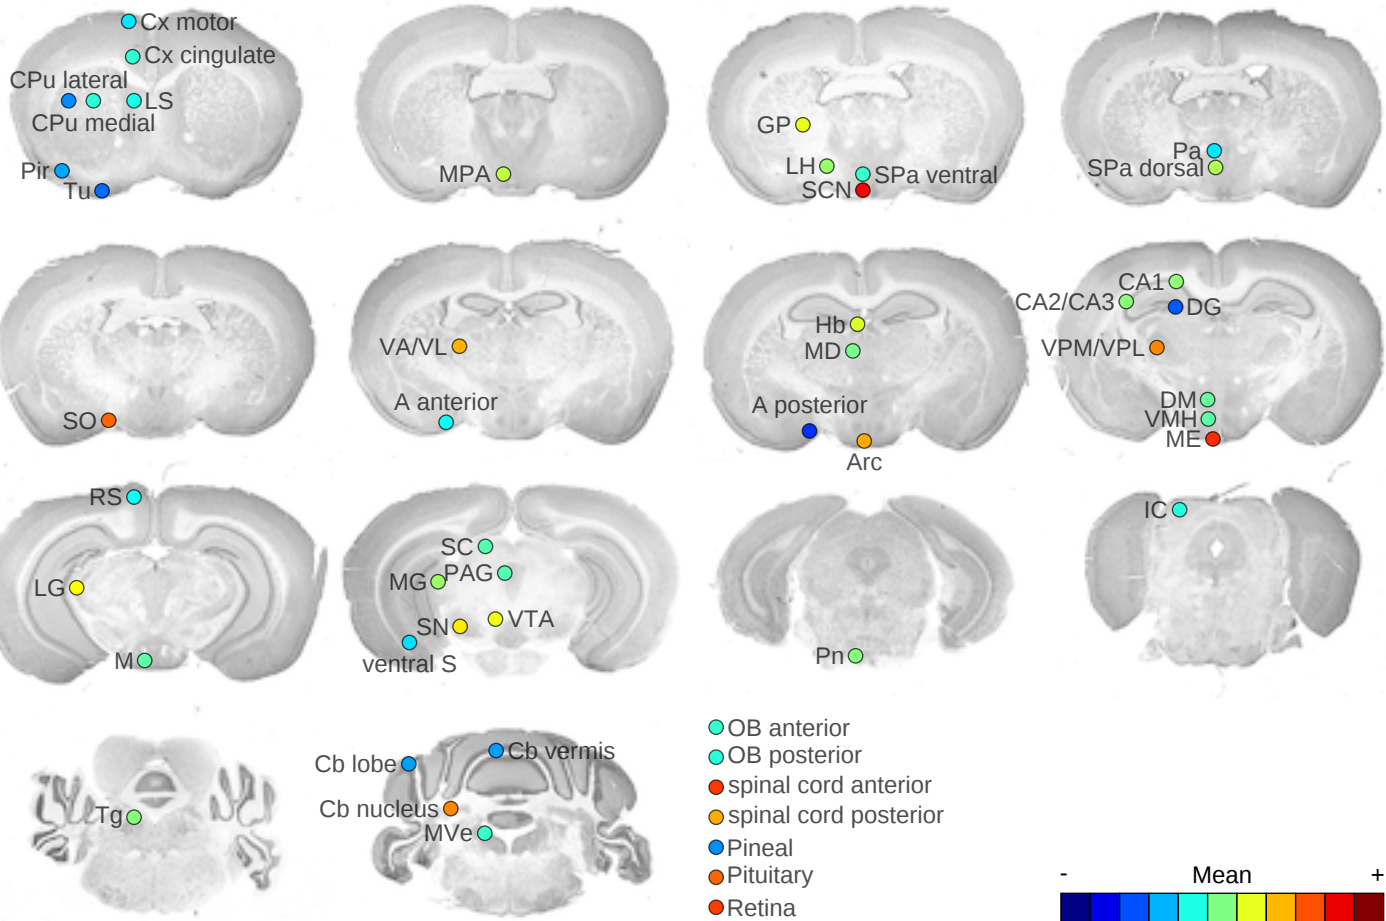 Cx motor
Cx cingulate
CPu lateral
LS
CPu medial
Pir
Tu
MPA
GP
LH
SPa ventral
SCN
Pa
SPa dorsal
SO
VA/VL
A anterior
Hb
MD
A posterior
Arc
CA1
CA2/CA3
DG
VPM/VPL
DM
VMH
ME
RS
LG
M
SC
MG
PAG
SN
VTA
ventral S
Pn
IC
Tg
Cb lobe
Cb vermis
Cb nucleus
MVe
OB anterior
OB posterior
spinal cord anterior
spinal cord posterior
Pineal
Pituitary
Retina
- Mean +